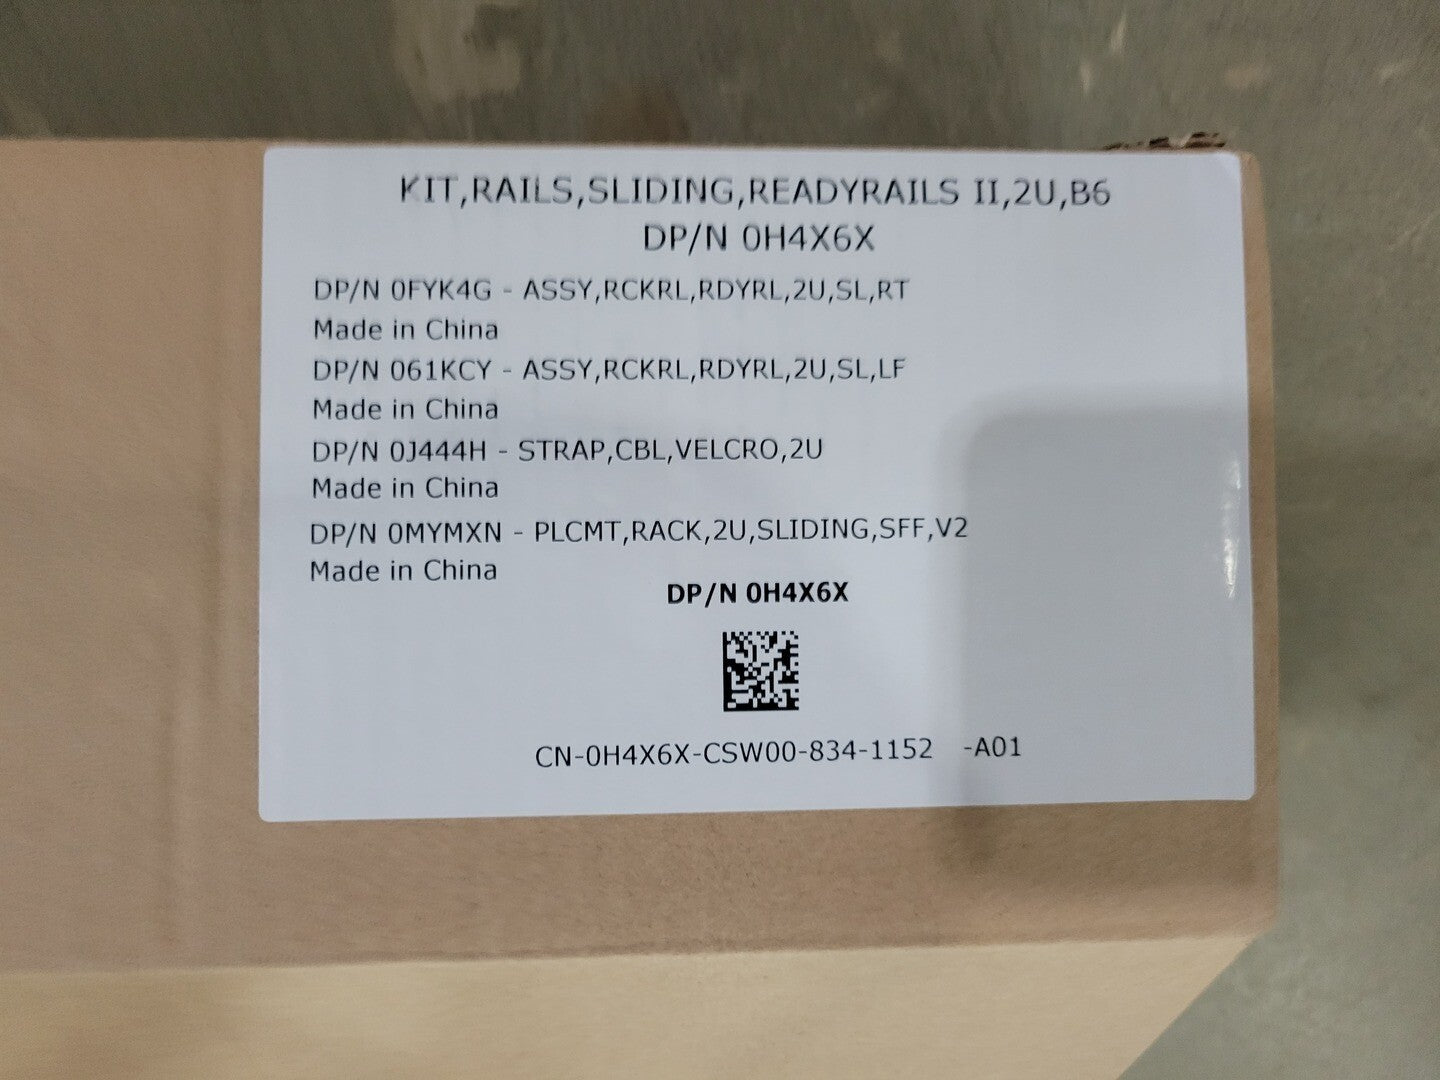 KIT,RAILS,SLIDING,READYRAILS II,2U,B6
DP/N 0H4X6X
DP/N 0FYK4G - ASSY,RCKRL,RDYRL,2U,SL,RT
Made in China
DP/N 061KCY - ASSY,RCKRL,RDYRL,2U,SL,LF
Made in China
DP/N 0J444H - STRAP,CBL,VELCRO,2U
Made in China
DP/N 0MYMXN - PLCMT,RACK,2U,SLIDING,SFF,V2
Made in China
DP/N 0H4X6X
CN-0H4X6X-CSW00-834-1152 -A01